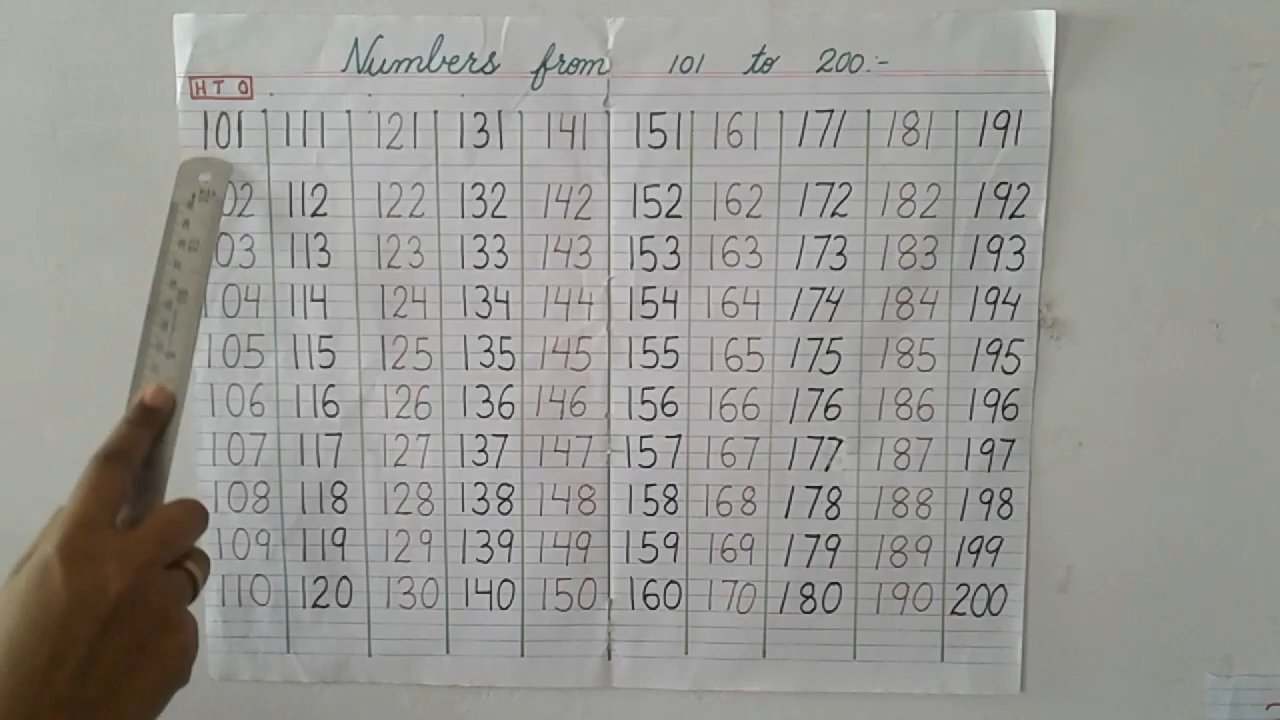 Numbers from 101 to 200:-
H T O
101 111 121 131 141 151 161 171 181 191
02 112 122 132 142 152 162 172 182 192
03 113 123 133 143 153 163 173 183 193
104 114 124 134 144 154 164 174 184 194
105 115 125 135 145 155 165 175 185 195
106 116 126 136 146 156 166 176 186 196
107 117 127 137 147 157 167 177 187 197
108 118 128 138 148 158 168 178 188 198
109 119 129 139 149 159 169 179 189 199
110 120 130 140 150 160 170 180 190 200